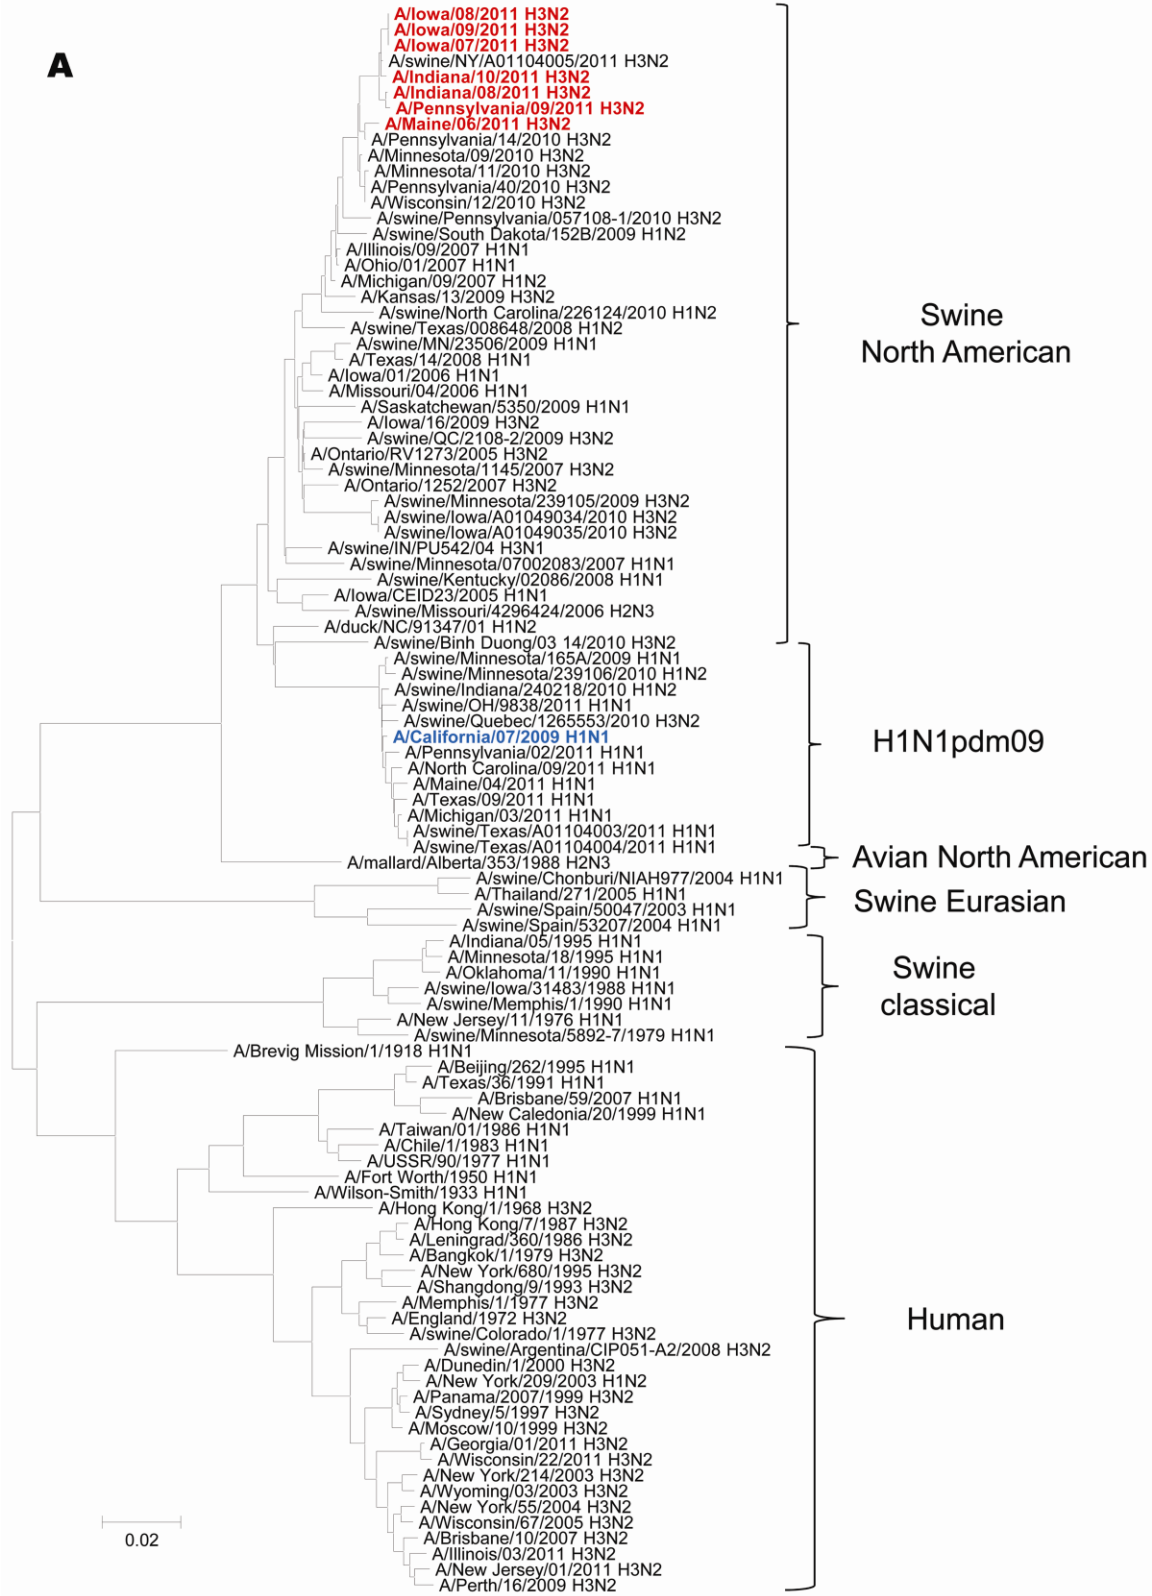 A
A/Iowa/08/2011 H3N2
A/Iowa/09/2011 H3N2
A/Iowa/07/2011 H3N2
A/swine/NY/A01104005/2011 H3N2
A/Indiana/10/2011 H3N2
A/Indiana/08/2011 H3N2
A/Pennsylvania/09/2011 H3N2
A/Maine/06/2011 H3N2
A/Pennsylvania/14/2010 H3N2
A/Minnesota/09/2010 H3N2
A/Minnesota/11/2010 H3N2
A/Pennsylvania/40/2010 H3N2
A/Wisconsin/12/2010 H3N2
A/swine/Pennsylvania/057108-1/2010 H3N2
A/swine/South Dakota/152B/2009 H1N2
A/Illinois/09/2007 H1N1
A/Ohio/01/2007 H1N1
A/Michigan/09/2007 H1N2
A/Kansas/13/2009 H3N2
A/swine/North Carolina/226124/2010 H1N2
A/swine/Texas/008648/2008 H1N2
A/swine/MN/23506/2009 H1N1
A/Texas/14/2008 H1N1
A/Iowa/01/2006 H1N1
A/Missouri/04/2006 H1N1
A/Saskatchewan/5350/2009 H1N1
A/Iowa/16/2009 H3N2
A/swine/QC/2108-2/2009 H3N2
A/Ontario/RV1273/2005 H3N2
A/swine/Minnesota/1145/2007 H3N2
A/Ontario/1252/2007 H3N2
A/swine/Minnesota/239105/2009 H3N2
A/swine/Iowa/A01049034/2010 H3N2
A/swine/Iowa/A01049035/2010 H3N2
A/swine/IN/PU542/04 H3N1
A/swine/Minnesota/07002083/2007 H1N1
A/swine/Kentucky/02086/2008 H1N1
A/Iowa/CEID23/2005 H1N1
A/swine/Missouri/4296424/2006 H2N3
A/duck/NC/91347/01 H1N2
A/swine/Binh Duong/03 14/2010 H3N2
Swine
North American
A/swine/Minnesota/165A/2009 H1N1
A/swine/Minnesota/239106/2010 H1N2
A/swine/Indiana/240218/2010 H1N2
A/swine/OH/9838/2011 H1N1
A/swine/Quebec/1265553/2010 H3N2
A/California/07/2009 H1N1
A/Pennsylvania/02/2011 H1N1
A/North Carolina/09/2011 H1N1
A/Maine/04/2011 H1N1
A/Texas/09/2011 H1N1
A/Michigan/03/2011 H1N1
A/swine/Texas/A01104003/2011 H1N1
A/swine/Texas/A01104004/2011 H1N1
H1N1pdm09
A/mallard/Alberta/353/1988 H2N3
Avian North American
A/swine/Chonburi/NIAH977/2004 H1N1
A/Thailand/271/2005 H1N1
A/swine/Spain/50047/2003 H1N1
A/swine/Spain/53207/2004 H1N1
Swine Eurasian
A/Indiana/05/1995 H1N1
A/Minnesota/18/1995 H1N1
A/Oklahoma/11/1990 H1N1
A/swine/Iowa/31483/1988 H1N1
A/swine/Memphis/1/1990 H1N1
A/New Jersey/11/1976 H1N1
A/swine/Minnesota/5892-7/1979 H1N1
Swine
classical
A/Brevig Mission/1/1918 H1N1
A/Beijing/262/1995 H1N1
A/Texas/36/1991 H1N1
A/Brisbane/59/2007 H1N1
A/New Caledonia/20/1999 H1N1
A/Taiwan/01/1986 H1N1
A/Chile/1/1983 H1N1
A/USSR/90/1977 H1N1
A/Fort Worth/1950 H1N1
A/Wilson-Smith/1933 H1N1
A/Hong Kong/1/1968 H3N2
A/Hong Kong/7/1987 H3N2
A/Leningrad/360/1986 H3N2
A/Bangkok/1/1979 H3N2
A/New York/680/1995 H3N2
A/Shangdong/9/1993 H3N2
A/Memphis/1/1977 H3N2
A/England/1972 H3N2
A/swine/Colorado/1/1977 H3N2
A/swine/Argentina/CIP051-A2/2008 H3N2
A/Dunedin/1/2000 H3N2
A/New York/209/2003 H1N2
A/Panama/2007/1999 H3N2
A/Sydney/5/1997 H3N2
A/Moscow/10/1999 H3N2
A/Georgia/01/2011 H3N2
A/Wisconsin/22/2011 H3N2
A/New York/214/2003 H3N2
A/Wyoming/03/2003 H3N2
A/New York/55/2004 H3N2
A/Wisconsin/67/2005 H3N2
A/Brisbane/10/2007 H3N2
A/Illinois/03/2011 H3N2
A/New Jersey/01/2011 H3N2
A/Perth/16/2009 H3N2
Human
0.02